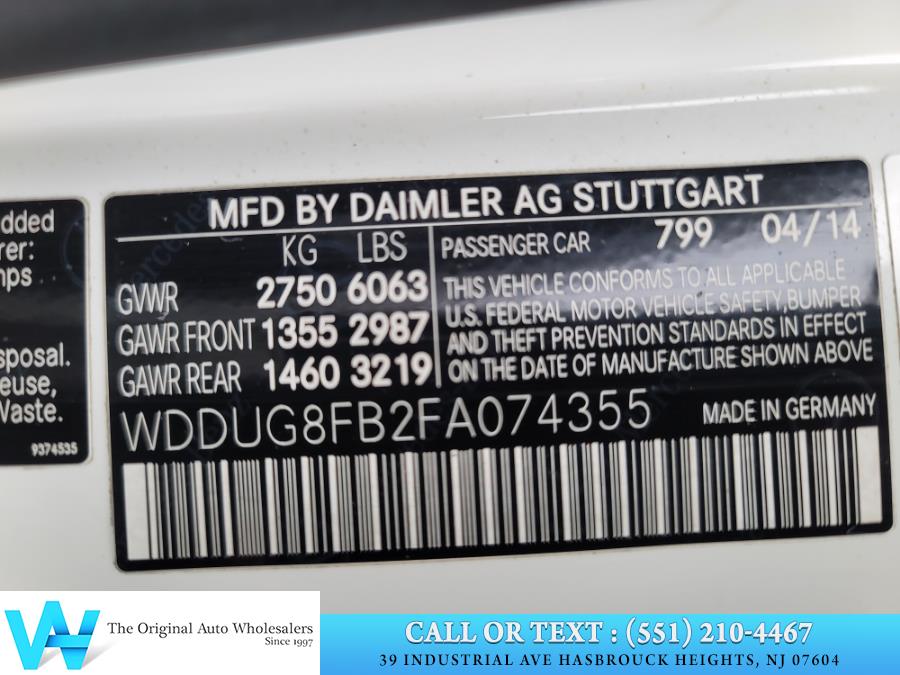 dded
rer:
mps
sposal.
euse,
Waste.
9374535
MFD BY DAIMLER AG STUTTGART
KG LBS
GVWR 2750 6063
GAWR FRONT 1355 2987
GAWR REAR 1460 3219
PASSENGER CAR 799 04/14
THIS VEHICLE CONFORMS TO ALL APPLICABLE
U.S. FEDERAL MOTOR VEHICLE SAFETY,BUMPER
AND THEFT PREVENTION STANDARDS IN EFFECT
ON THE DATE OF MANUFACTURE SHOWN ABOVE
WDDUG8FB2FA074355 MADE IN GERMANY
The Original Auto Wholesalers
Since 1997
CALL OR TEXT : (551) 210-4467
39 INDUSTRIAL AVE HASBROUCK HEIGHTS, NJ 07604